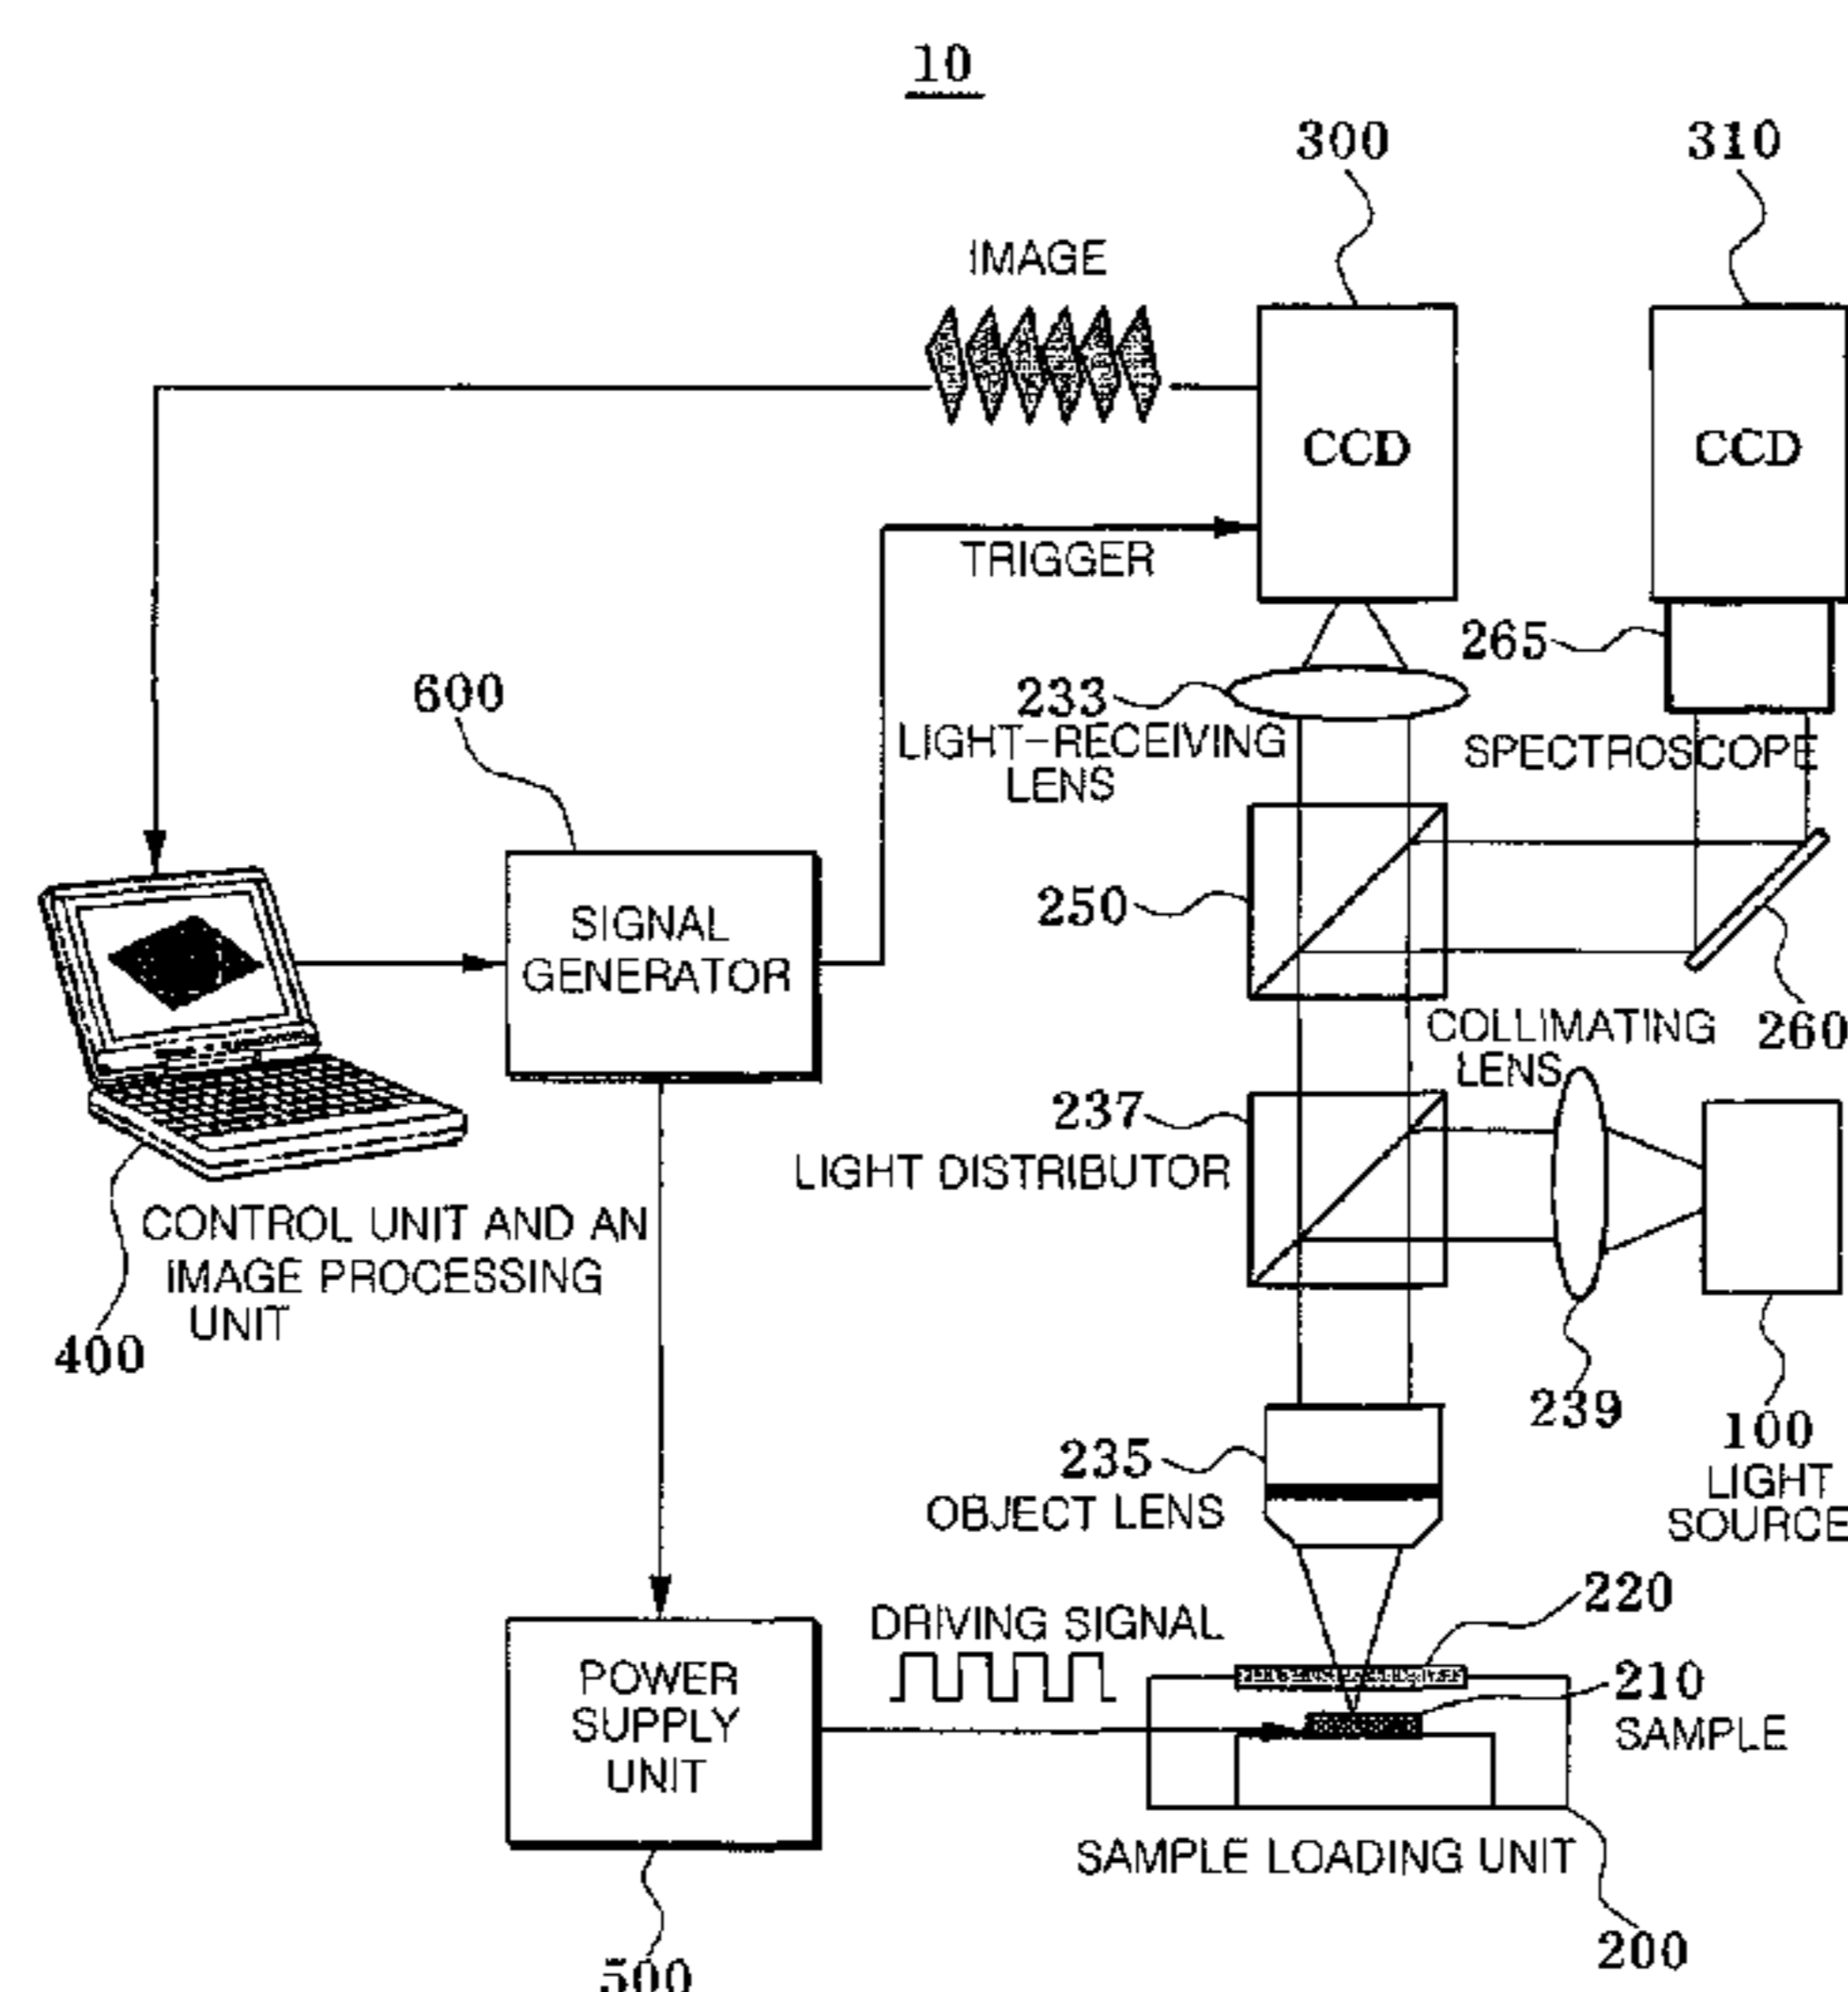 10
300
310
IMAGE
CCD
CCD
TRIGGER
265
233
LIGHT-RECEIVING
LENS
SPECTROSCOPE
600
250
SIGNAL
GENERATOR
260
COLLIMATING
LENS
237
LIGHT DISTRIBUTOR
CONTROL UNIT AND AN
IMAGE PROCESSING
UNIT
400
239
100
LIGHT
SOURCE
235
OBJECT LENS
220
DRIVING SIGNAL
210
SAMPLE
POWER
SUPPLY
UNIT
SAMPLE LOADING UNIT
200
500